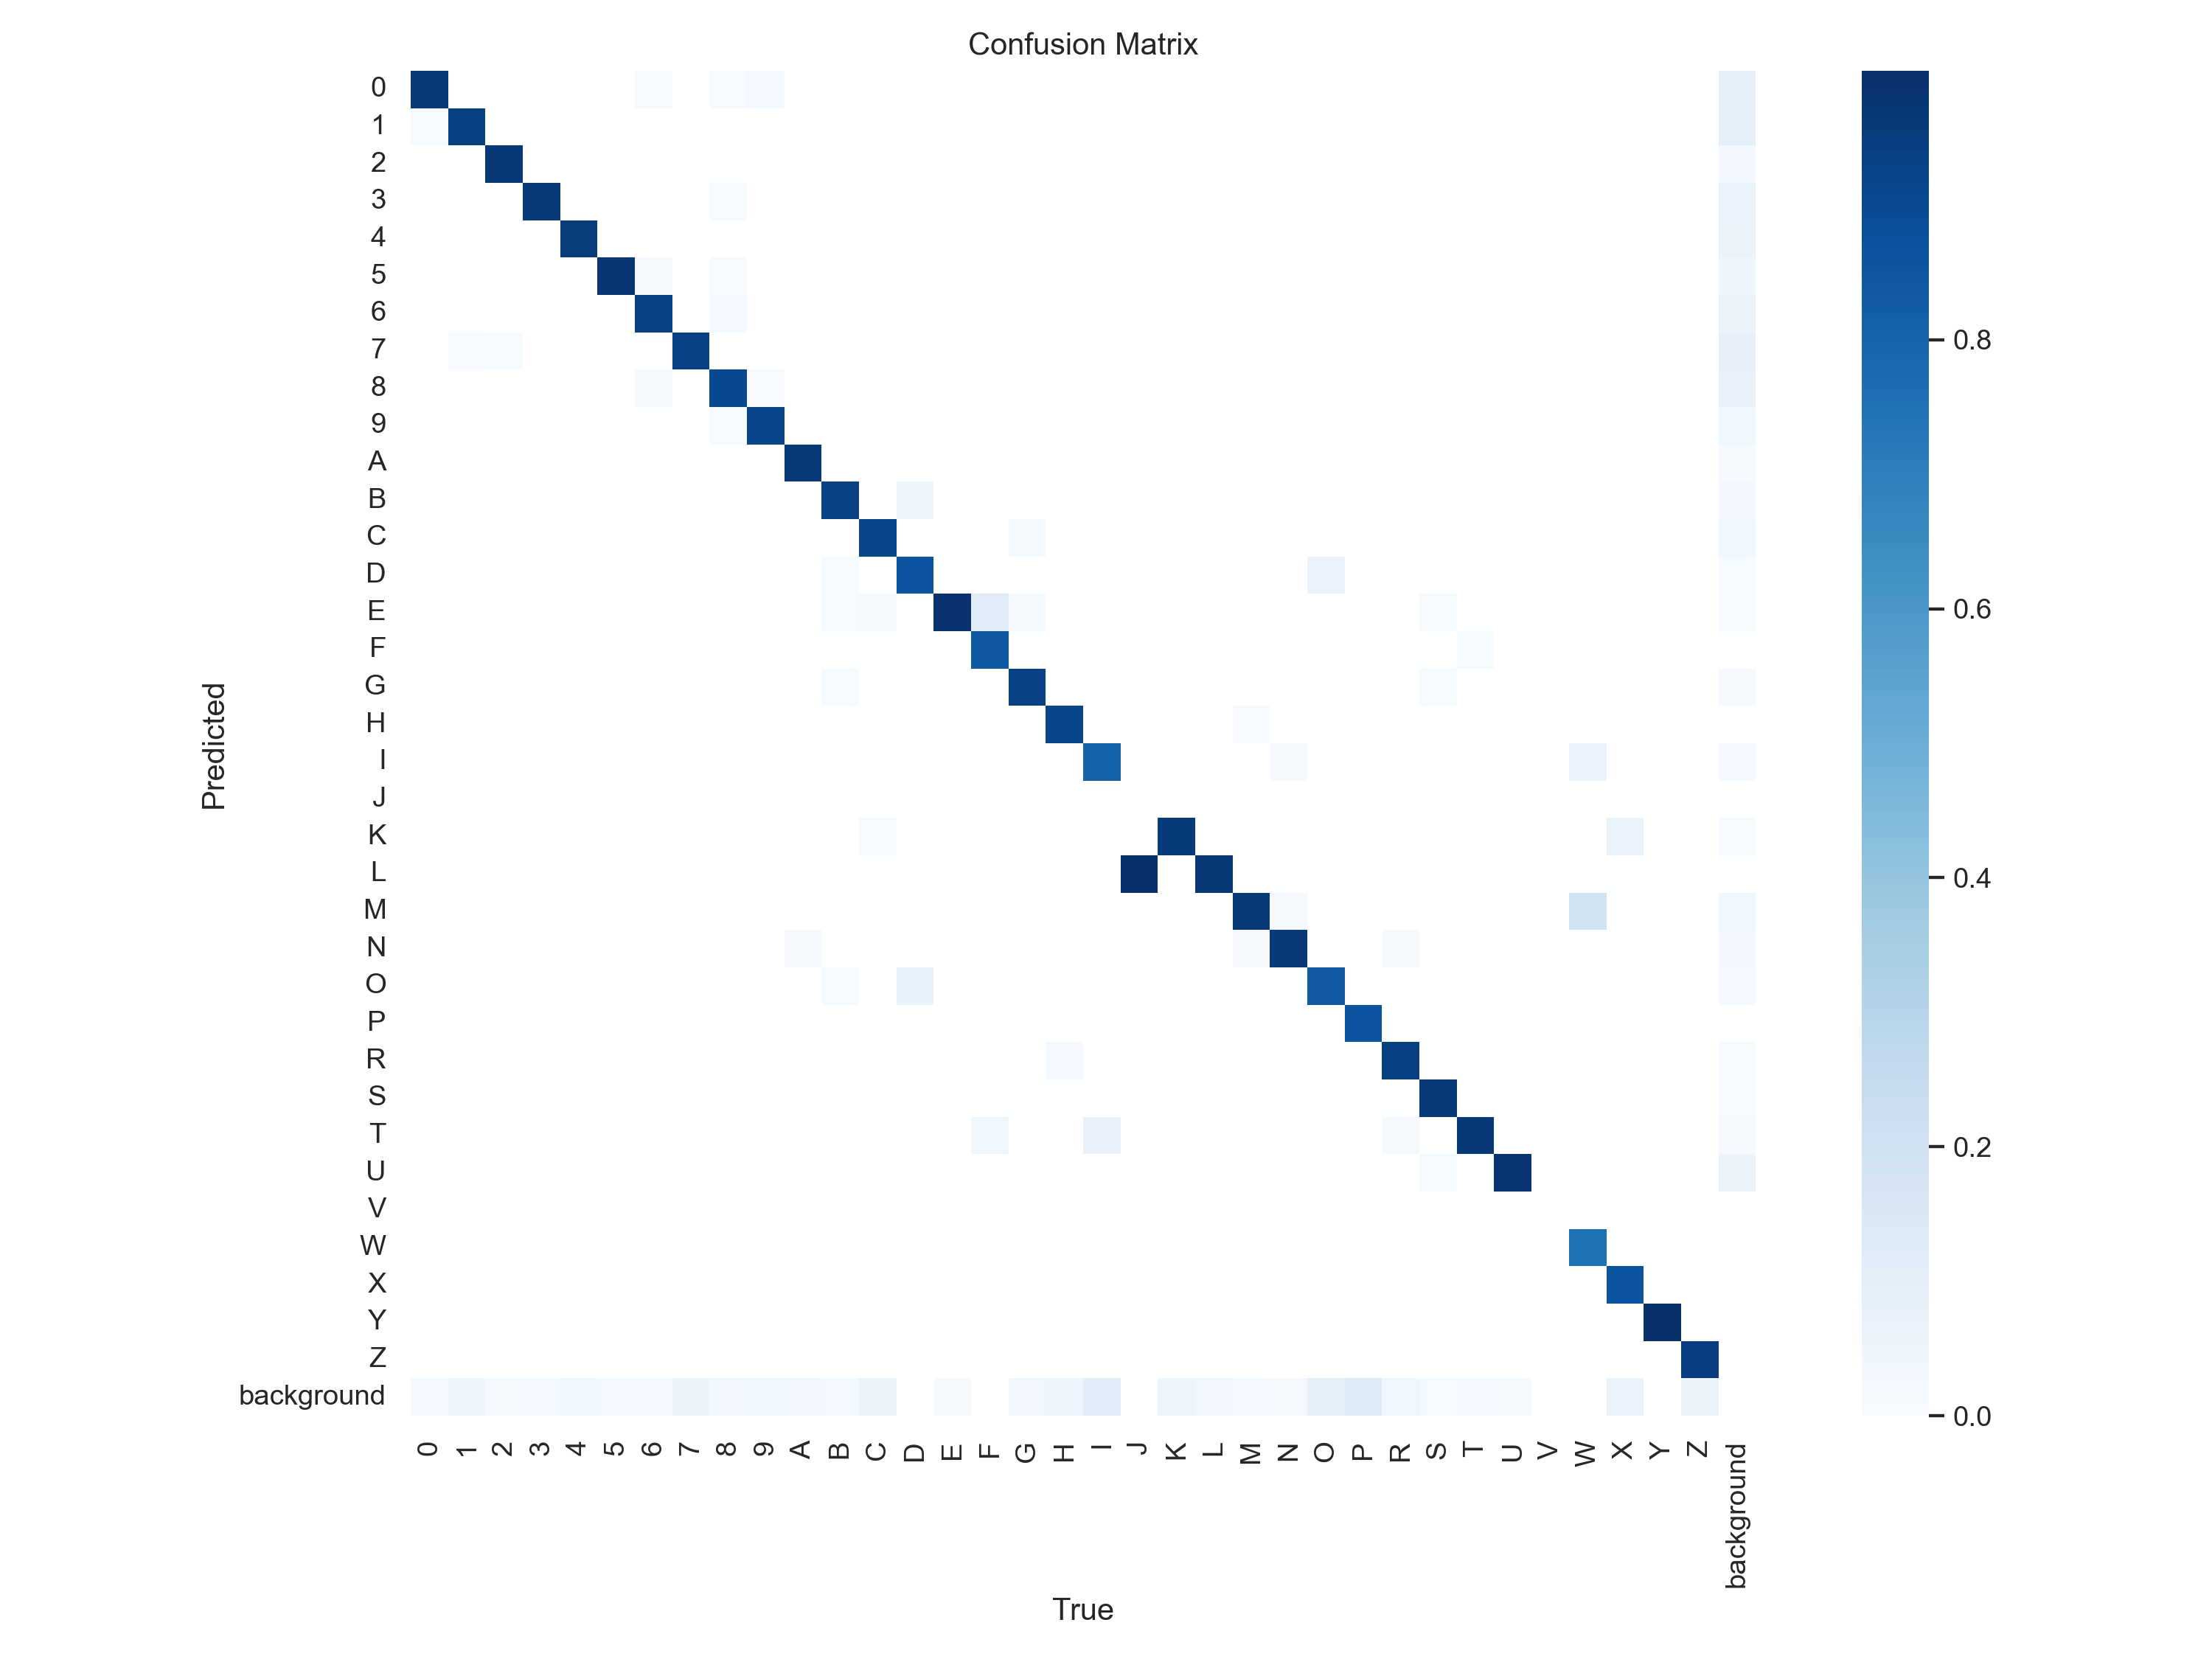 Confusion Matrix
0
1
2
3
4
5
6
7
8
9
A
B
C
D
E
F
G
H
I
J
K
L
M
N
O
P
R
S
T
U
V
W
X
Y
Z
background
Predicted
0 1 2 3 4 5 6 7 8 9 A B C D E F G H I J K L M N O P R S T U V W X Y Z background
True
0.8
0.6
0.4
0.2
0.0